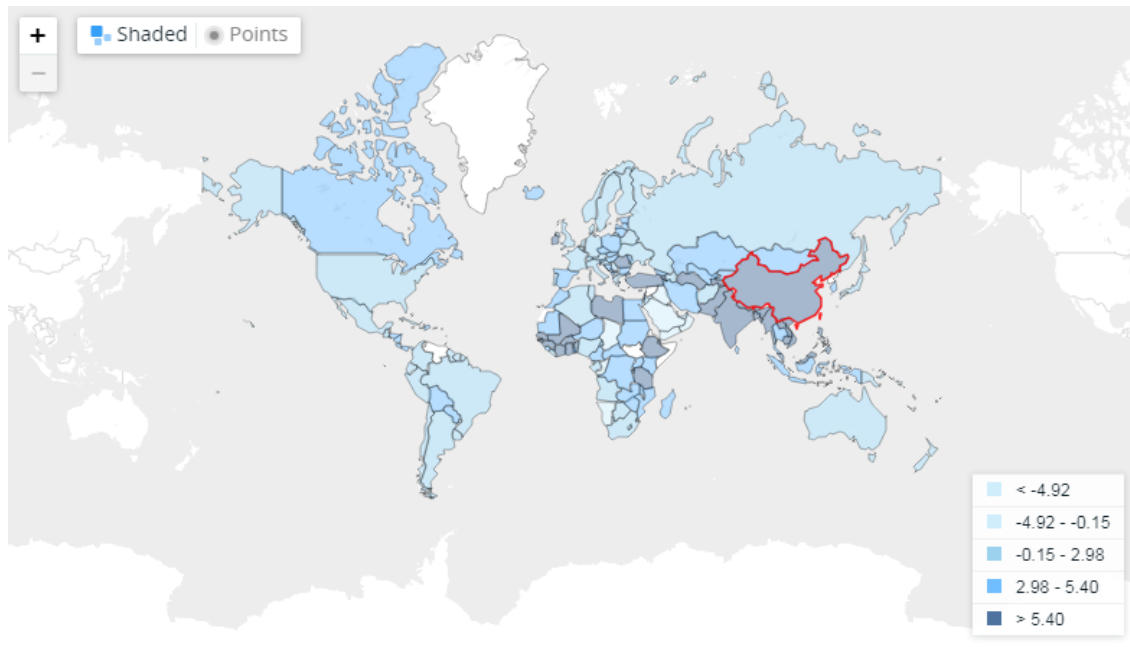 +
Shaded Points
−
< -4.92
-4.92 - -0.15
-0.15 - 2.98
2.98 - 5.40
> 5.40